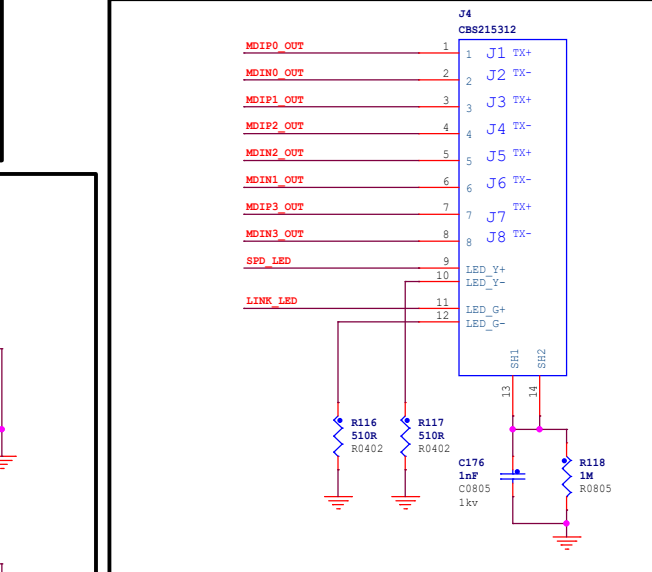 J4
CBS215312
MDIP0_OUT 1 1 J1 TX+
MDIN0_OUT 2 2 J2 TX-
MDIP1_OUT 3 3 J3 TX+
MDIP2_OUT 4 4 J4 TX-
MDIN2_OUT 5 5 J5 TX+
MDIN1_OUT 6 6 J6 TX-
MDIP3_OUT 7 7 J7 TX+
MDIN3_OUT 8 8 J8 TX-
SPD_LED 9 LED_Y+
10 LED_Y-
LINK_LED 11 LED_G+
12 LED_G-
SH1 SH2
13 14
R116 R117
510R 510R
R0402 R0402
C176 R118
1nF 1M
C0805 R0805
1kv